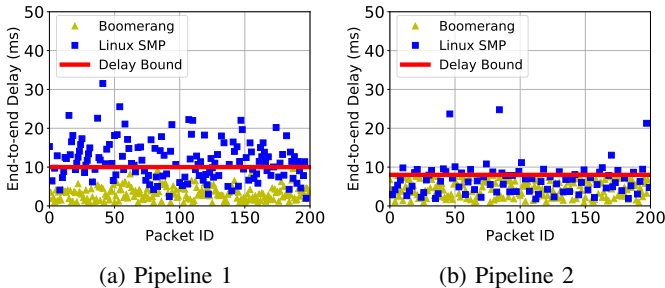 50
40
30
20
10
0
End-to-end Delay (ms)
Boomerang
Linux SMP
Delay Bound
0 50 100 150 200
Packet ID
(a) Pipeline 1
50
40
30
20
10
0
End-to-end Delay (ms)
Boomerang
Linux SMP
Delay Bound
0 50 100 150 200
Packet ID
(b) Pipeline 2